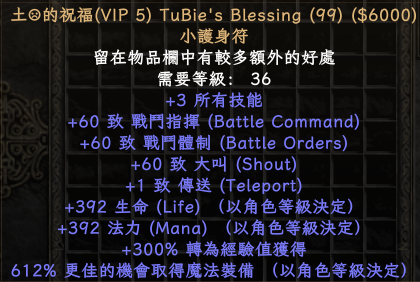 土☹的祝福(VIP 5) TuBie's Blessing (99) ($6000)
小護身符
留在物品欄中有較多額外的好處
需要等級： 36
+3 所有技能
+60 致 戰鬥指揮 (Battle Command)
+60 致 戰鬥體制 (Battle Orders)
+60 致 大叫 (Shout)
+1 致 傳送 (Teleport)
+392 生命 (Life) （以角色等級決定）
+392 法力 (Mana) （以角色等級決定）
+300% 轉為經驗值獲得
612% 更佳的機會取得魔法裝備 （以角色等級決定）